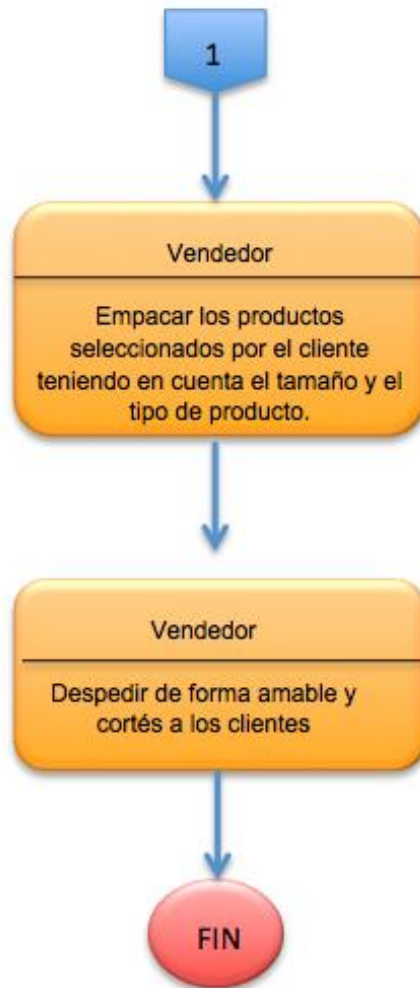 1
Vendedor
Empacar los productos
seleccionados por el cliente
teniendo en cuenta el tamaño y el
tipo de producto.
Vendedor
Despedir de forma amable y
cortés a los clientes
FIN